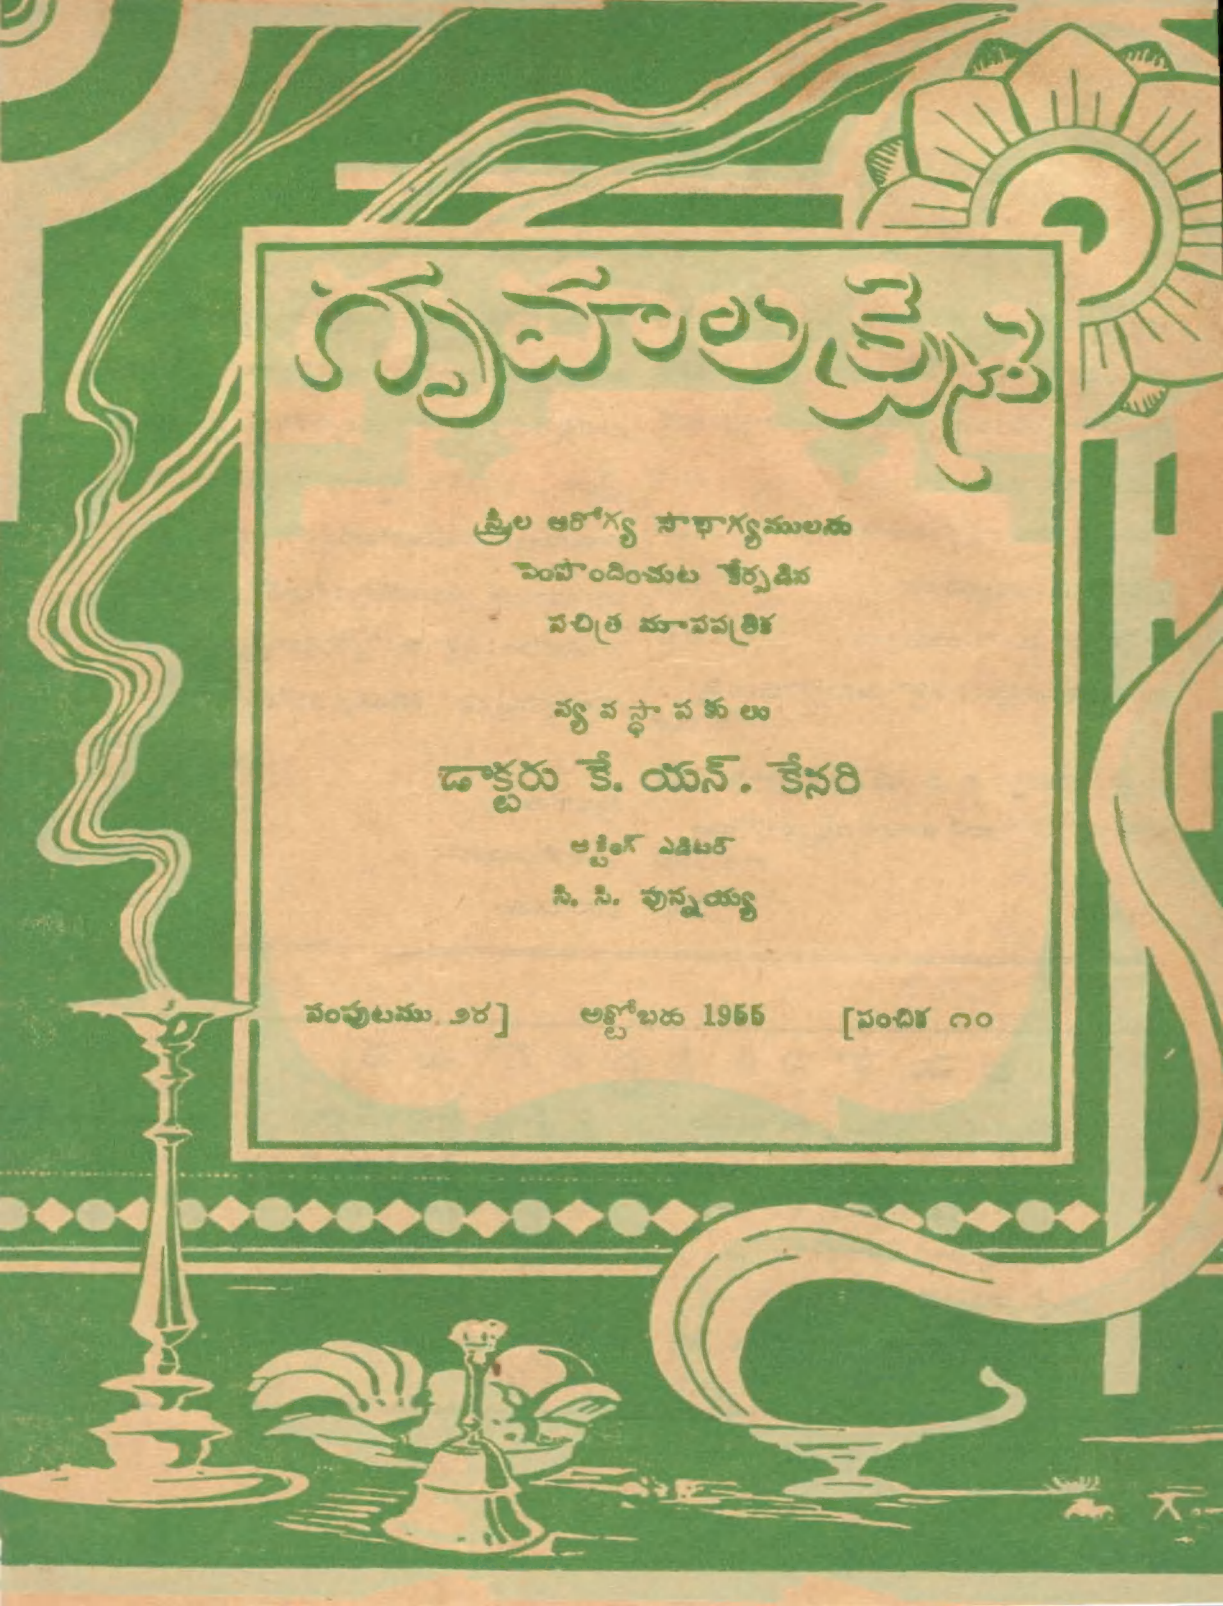 గృహలక్ష్మి
స్త్రీల ఆరోగ్య సౌభాగ్యములను
పెంపొందించుట కేర్పడిన
సచిత్ర మాసపత్రిక
వ్యవస్థాపకులు
డాక్టరు కే. యన్. కేసరి
ఆక్టింగ్ ఎడిటర్
సి. సి. పున్నయ్య
సంపుటము ౨౮] అక్టోబరు 1955 [సంచిక ౧౦